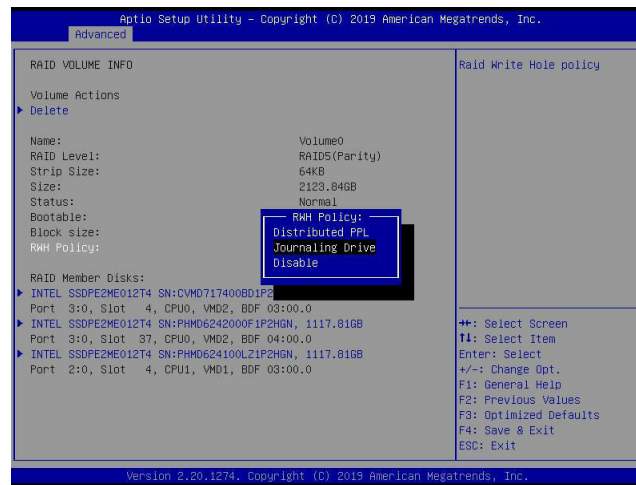 Aptio Setup Utility – Copyright (C) 2019 American Megatrends, Inc.
Advanced
RAID VOLUME INFO
Raid Write Hole policy
Volume Actions
Delete
Name: Volume0
RAID Level: RAID5(Parity)
Strip Size: 64KB
Size: 2123.84GB
Status: Normal
Bootable:
Block size:
RWH Policy:
RWH Policy:
Distributed PPL
Journaling Drive
Disable
RAID Member Disks:
INTEL SSDPE2ME012T4 SN:CVMD717400BD1P2
Port 3:0, Slot 4, CPU0, VMD2, BDF 03:00.0
INTEL SSDPE2ME012T4 SN:PHMD6242000F1P2HGN, 1117.81GB
Port 3:0, Slot 37, CPU0, VMD2, BDF 04:00.0
INTEL SSDPE2ME012T4 SN:PHMD624100LZ1P2HGN, 1117.81GB
Port 2:0, Slot 4, CPU1, VMD1, BDF 03:00.0
→←: Select Screen
↑↓: Select Item
Enter: Select
+/-: Change Opt.
F1: General Help
F2: Previous Values
F3: Optimized Defaults
F4: Save & Exit
ESC: Exit
Version 2.20.1274. Copyright (C) 2019 American Megatrends, Inc.